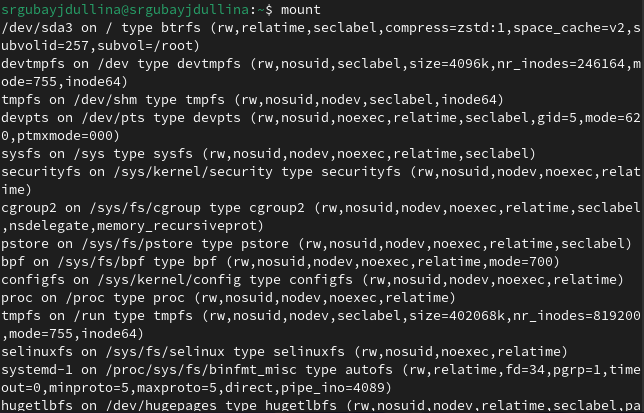 srgubayjdullina@srgubayjdullina:~$ mount
/dev/sda3 on / type btrfs (rw,relatime,seclabel,compress=zstd:1,space_cache=v2,s
ubvolid=257,subvol=/root)
devtmpfs on /dev type devtmpfs (rw,nosuid,seclabel,size=4096k,nr_inodes=246164,m
ode=755,inode64)
tmpfs on /dev/shm type tmpfs (rw,nosuid,nodev,seclabel,inode64)
devpts on /dev/pts type devpts (rw,nosuid,noexec,relatime,seclabel,gid=5,mode=62
0,ptmxmode=000)
sysfs on /sys type sysfs (rw,nosuid,nodev,noexec,relatime,seclabel)
securityfs on /sys/kernel/security type securityfs (rw,nosuid,nodev,noexec,relat
ime)
cgroup2 on /sys/fs/cgroup type cgroup2 (rw,nosuid,nodev,noexec,relatime,seclabel
,nsdelegate,memory_recursiveprot)
pstore on /sys/fs/pstore type pstore (rw,nosuid,nodev,noexec,relatime,seclabel)
bpf on /sys/fs/bpf type bpf (rw,nosuid,nodev,noexec,relatime,mode=700)
configfs on /sys/kernel/config type configfs (rw,nosuid,nodev,noexec,relatime)
proc on /proc type proc (rw,nosuid,nodev,noexec,relatime)
tmpfs on /run type tmpfs (rw,nosuid,nodev,seclabel,size=402068k,nr_inodes=819200
,mode=755,inode64)
selinuxfs on /sys/fs/selinux type selinuxfs (rw,nosuid,noexec,relatime)
systemd-1 on /proc/sys/fs/binfmt_misc type autofs (rw,relatime,fd=34,pgrp=1,time
out=0,minproto=5,maxproto=5,direct,pipe_ino=4089)
hugetlbfs on /dev/hugepages type hugetlbfs (rw,nosuid,nodev,relatime,seclabel,pa